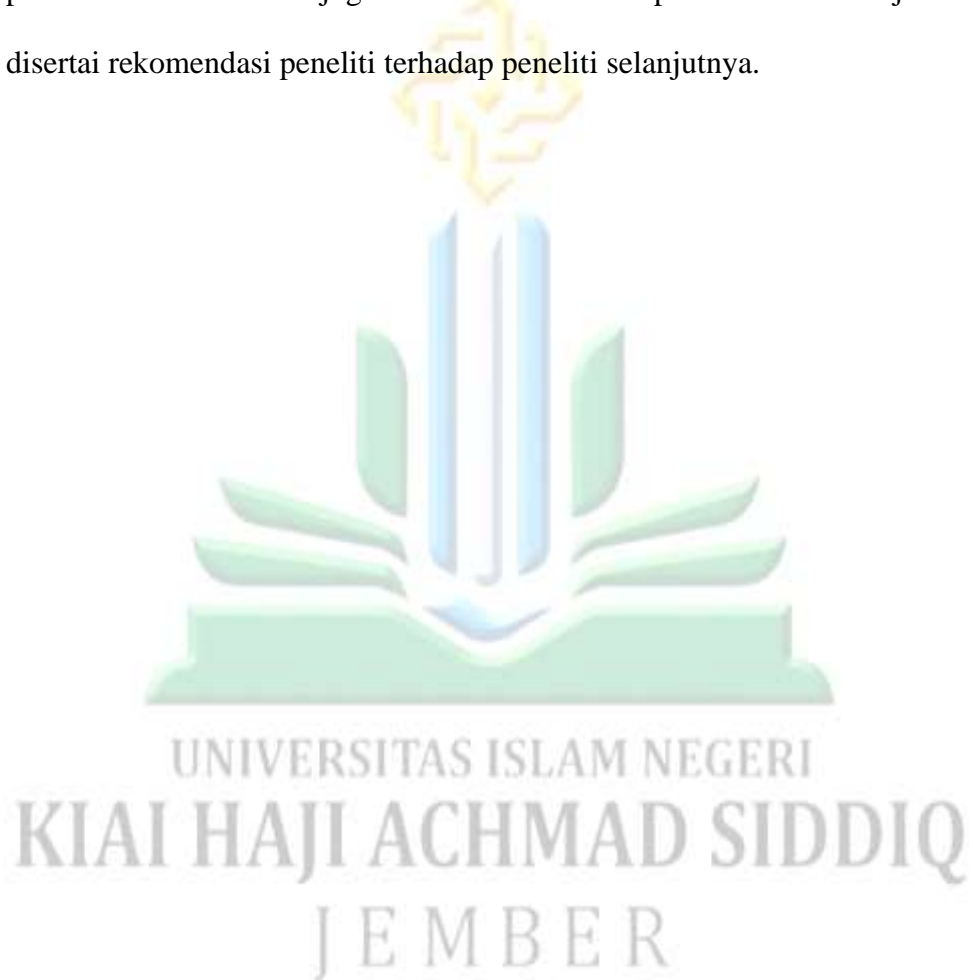 disertai rekomendasi peneliti terhadap peneliti selanjutnya.
UNIVERSITAS ISLAM NEGERI
KIAI HAJI ACHMAD SIDDIQ
JEMBER